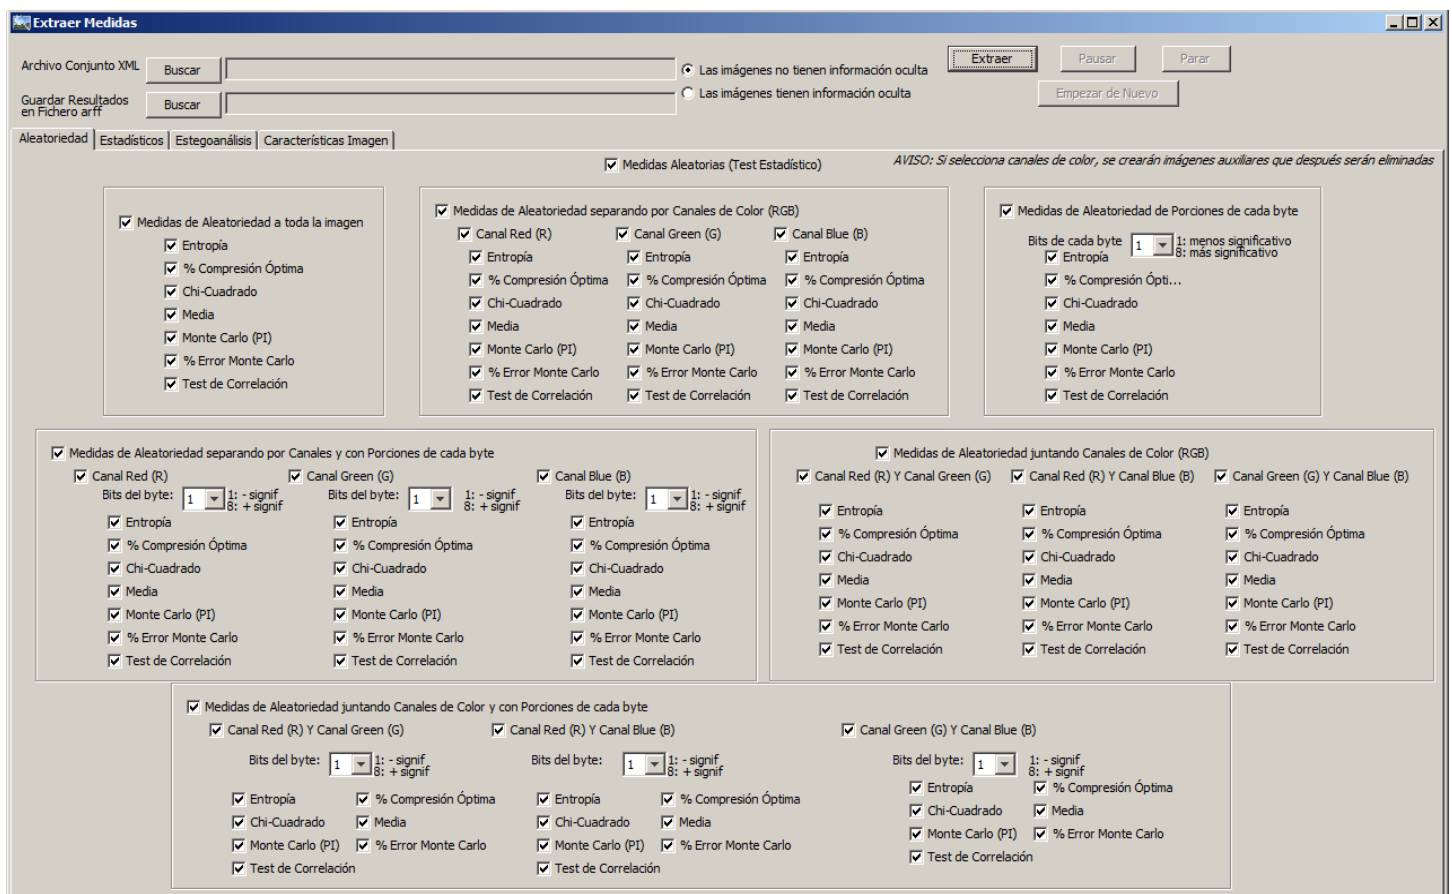 Extraer Medidas
Archivo Conjunto XML Buscar Las imágenes no tienen información oculta Extraer Pausar Parar
Guardar Resultados
en Fichero arff Buscar Las imágenes tienen información oculta Empezar de Nuevo
Aleatoriedad Estadísticos Estegoanálisis Características Imagen
Medidas Aleatorias (Test Estadístico) AVISO: Si selecciona canales de color, se crearán imágenes auxiliares que después serán eliminadas
Medidas de Aleatoriedad a toda la imagen
Entropía
% Compresión Óptima
Chi-Cuadrado
Media
Monte Carlo (PI)
% Error Monte Carlo
Test de Correlación
Medidas de Aleatoriedad separando por Canales de Color (RGB)
Canal Red (R) Canal Green (G) Canal Blue (B)
Entropía Entropía Entropía
% Compresión Óptima % Compresión Óptima % Compresión Óptima
Chi-Cuadrado Chi-Cuadrado Chi-Cuadrado
Media Media Media
Monte Carlo (PI) Monte Carlo (PI) Monte Carlo (PI)
% Error Monte Carlo % Error Monte Carlo % Error Monte Carlo
Test de Correlación Test de Correlación Test de Correlación
Medidas de Aleatoriedad de Porciones de cada byte
Bits de cada byte 1 1: menos significativo
8: más significativo
Entropía
% Compresión Ópti...
Chi-Cuadrado
Media
Monte Carlo (PI)
% Error Monte Carlo
Test de Correlación
Medidas de Aleatoriedad separando por Canales y con Porciones de cada byte
Canal Red (R) Canal Green (G) Canal Blue (B)
Bits del byte: 1 1: - signif Bits del byte: 1 1: - signif Bits del byte: 1 1: - signif
8: + signif 8: + signif 8: + signif
Entropía Entropía Entropía
% Compresión Óptima % Compresión Óptima % Compresión Óptima
Chi-Cuadrado Chi-Cuadrado Chi-Cuadrado
Media Media Media
Monte Carlo (PI) Monte Carlo (PI) Monte Carlo (PI)
% Error Monte Carlo % Error Monte Carlo % Error Monte Carlo
Test de Correlación Test de Correlación Test de Correlación
Medidas de Aleatoriedad juntando Canales de Color (RGB)
Canal Red (R) Y Canal Green (G) Canal Red (R) Y Canal Blue (B) Canal Green (G) Y Canal Blue (B)
Entropía Entropía Entropía
% Compresión Óptima % Compresión Óptima % Compresión Óptima
Chi-Cuadrado Chi-Cuadrado Chi-Cuadrado
Media Media Media
Monte Carlo (PI) Monte Carlo (PI) Monte Carlo (PI)
% Error Monte Carlo % Error Monte Carlo % Error Monte Carlo
Test de Correlación Test de Correlación Test de Correlación
Medidas de Aleatoriedad juntando Canales de Color y con Porciones de cada byte
Canal Red (R) Y Canal Green (G) Canal Red (R) Y Canal Blue (B) Canal Green (G) Y Canal Blue (B)
Bits del byte: 1 1: - signif Bits del byte: 1 1: - signif Bits del byte: 1 1: - signif
8: + signif 8: + signif 8: + signif
Entropía % Compresión Óptima Entropía % Compresión Óptima Entropía % Compresión Óptima
Chi-Cuadrado Media Chi-Cuadrado Media Chi-Cuadrado Media
Monte Carlo (PI) % Error Monte Carlo Monte Carlo (PI) % Error Monte Carlo Monte Carlo (PI) % Error Monte Carlo
Test de Correlación Test de Correlación Test de Correlación